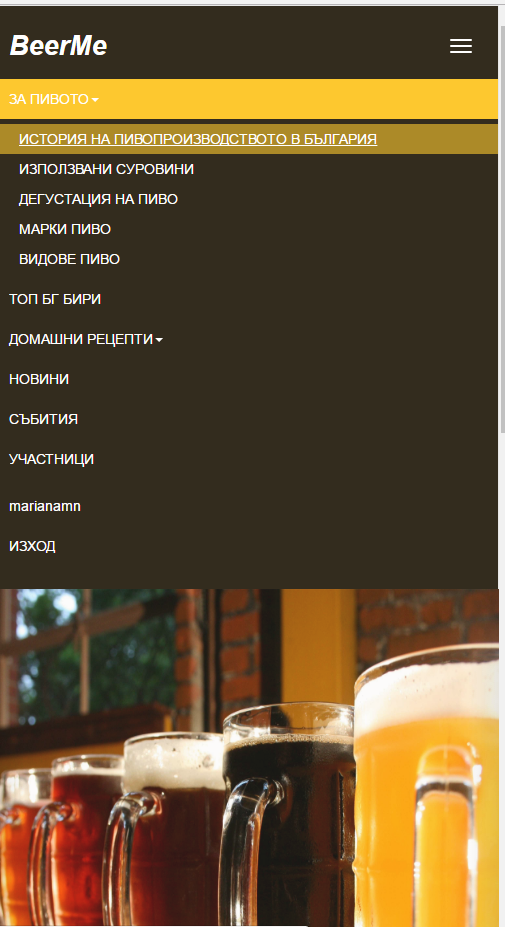 BeerMe
ЗА ПИВОТО
ИСТОРИЯ НА ПИВОПРОИЗВОДСТВОТО В БЪЛГАРИЯ
ИЗПОЛЗВАНИ СУРОВИНИ
ДЕГУСТАЦИЯ НА ПИВО
МАРКИ ПИВО
ВИДОВЕ ПИВО
ТОП БГ БИРИ
ДОМАШНИ РЕЦЕПТИ
НОВИНИ
СЪБИТИЯ
УЧАСТНИЦИ
marianamn
ИЗХОД